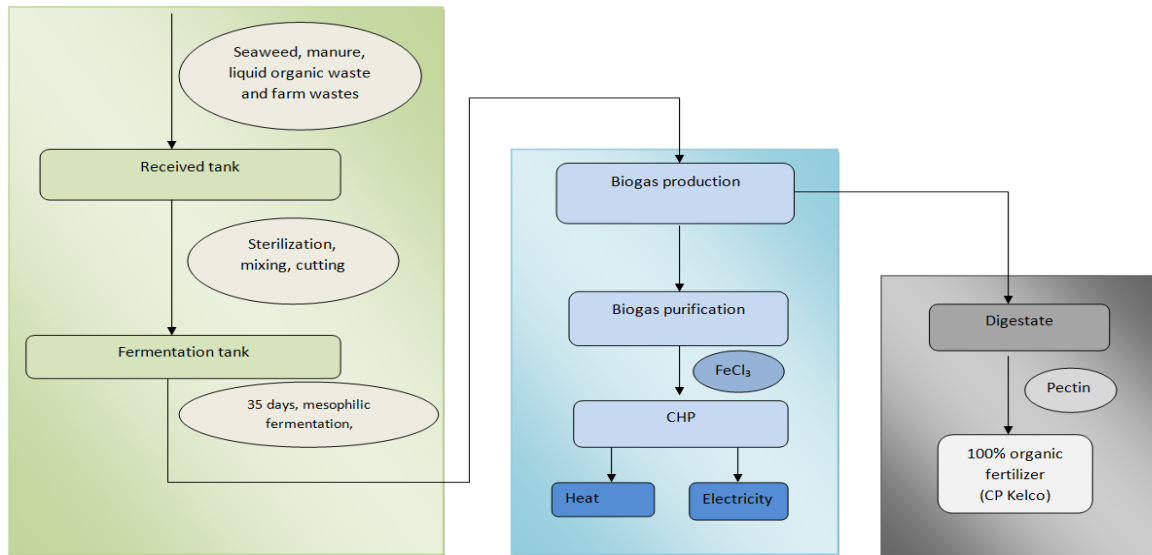 Seaweed, manure,
liquid organic waste
and farm wastes
Received tank
Sterilization,
mixing, cutting
Fermentation tank
35 days, mesophilic
fermentation,
Biogas production
Biogas purification
FeCl₃
CHP
Heat
Electricity
Digestate
Pectin
100% organic
fertilizer
(CP Kelco)